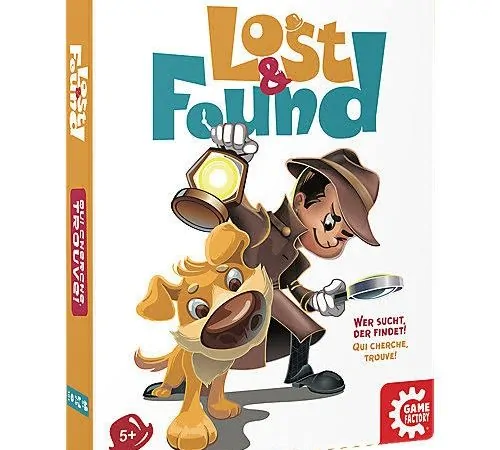 Lost
&
Found
WER SUCHT,
DER FINDET!
QUI CHERCHE,
TROUVE!
GAME
FACTORY
5+
Lost
&
Found
QUI CHERCHE
TROUVE!